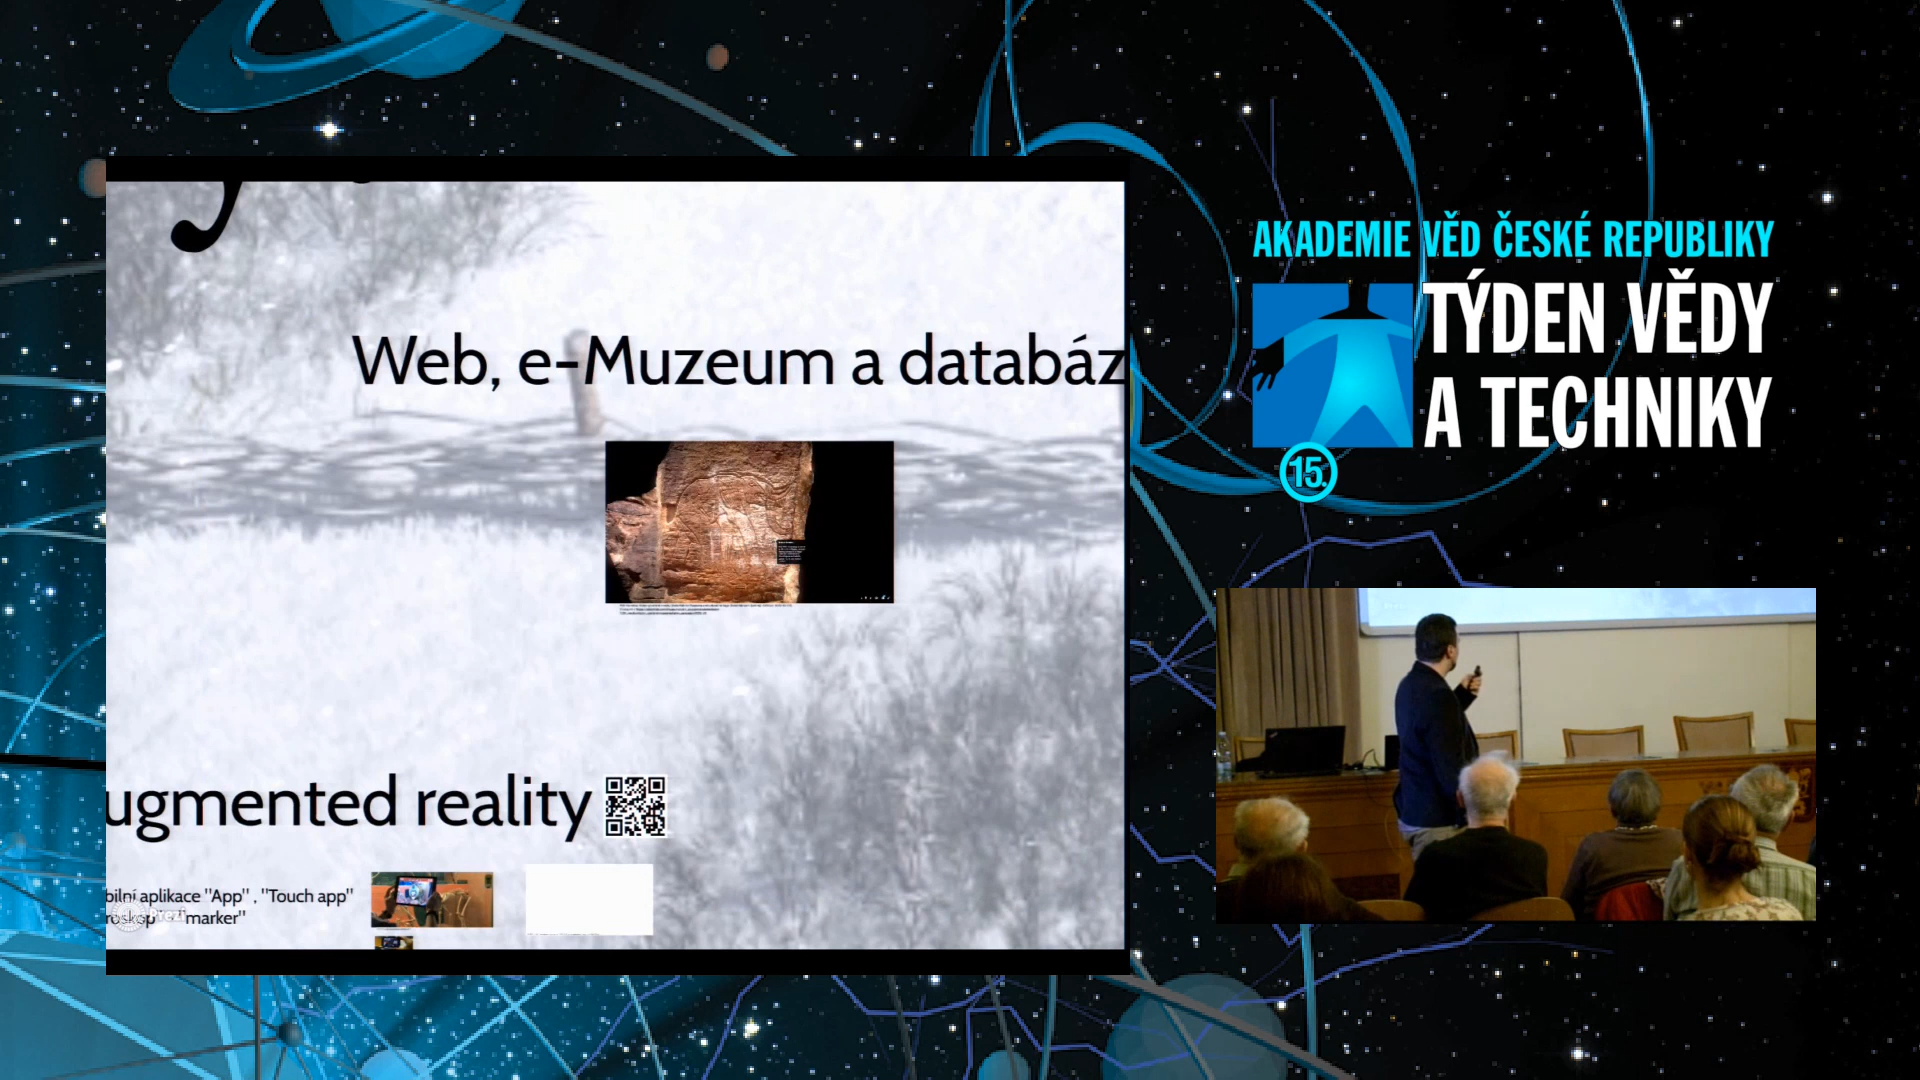 Web, e-Muzeum a databáz
ugmented reality
bilní aplikace "App" , "Touch app"
roskop "marker"
Prezi
AKADEMIE VĚD ČESKÉ REPUBLIKY
TÝDEN VĚDY
A TECHNIKY
15.